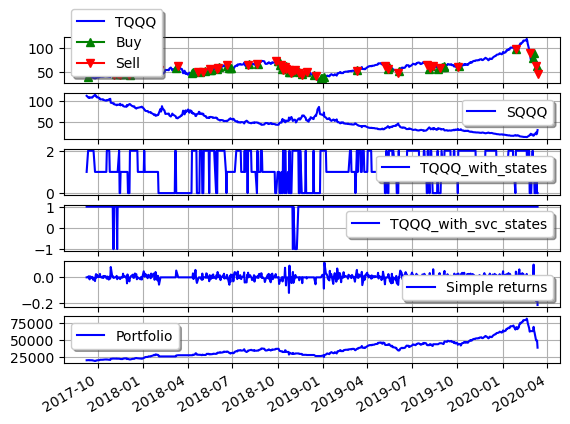 TQQQ
Buy
Sell
100
50
SQQQ
100
50
TQQQ_with_states
2
0
TQQQ_with_svc_states
1
0
−1
Simple returns
0.0
−0.2
Portfolio
75000
50000
25000
2017-10 2018-01 2018-04 2018-07 2018-10 2019-01 2019-04 2019-07 2019-10 2020-01 2020-04